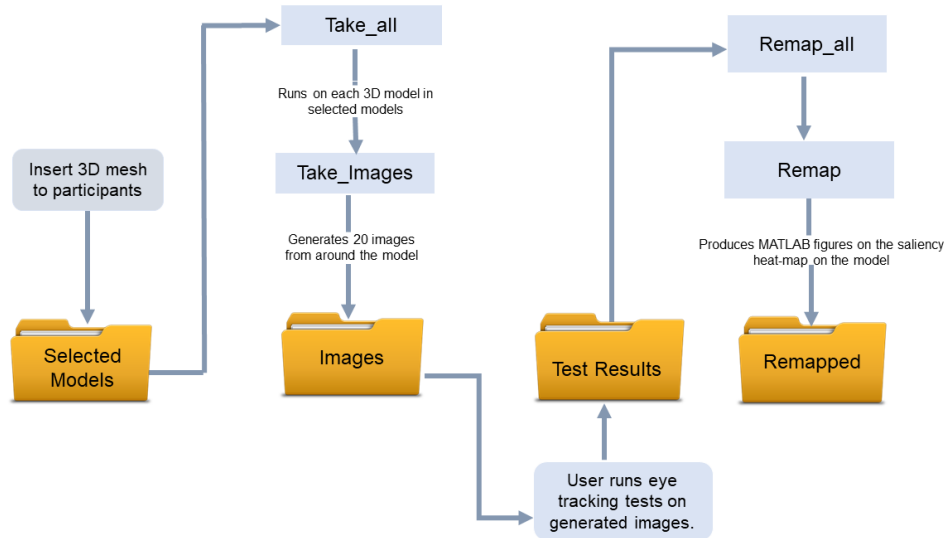 Take_all
Runs on each 3D model in
selected models
Insert 3D mesh
to participants
Take_Images
Generates 20 images
from around the model
Selected
Models
Images
User runs eye
tracking tests on
generated images.
Test Results
Remap_all
Remap
Produces MATLAB figures on the saliency
heat-map on the model
Remapped